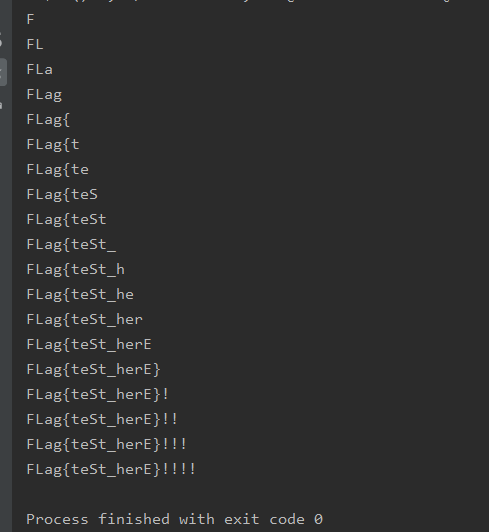 F
FL
FLa
FLag
FLag{
FLag{t
FLag{te
FLag{teS
FLag{teSt
FLag{teSt_
FLag{teSt_h
FLag{teSt_he
FLag{teSt_her
FLag{teSt_herE
FLag{teSt_herE}
FLag{teSt_herE}!
FLag{teSt_herE}!!
FLag{teSt_herE}!!!
FLag{teSt_herE}!!!!
Process finished with exit code 0